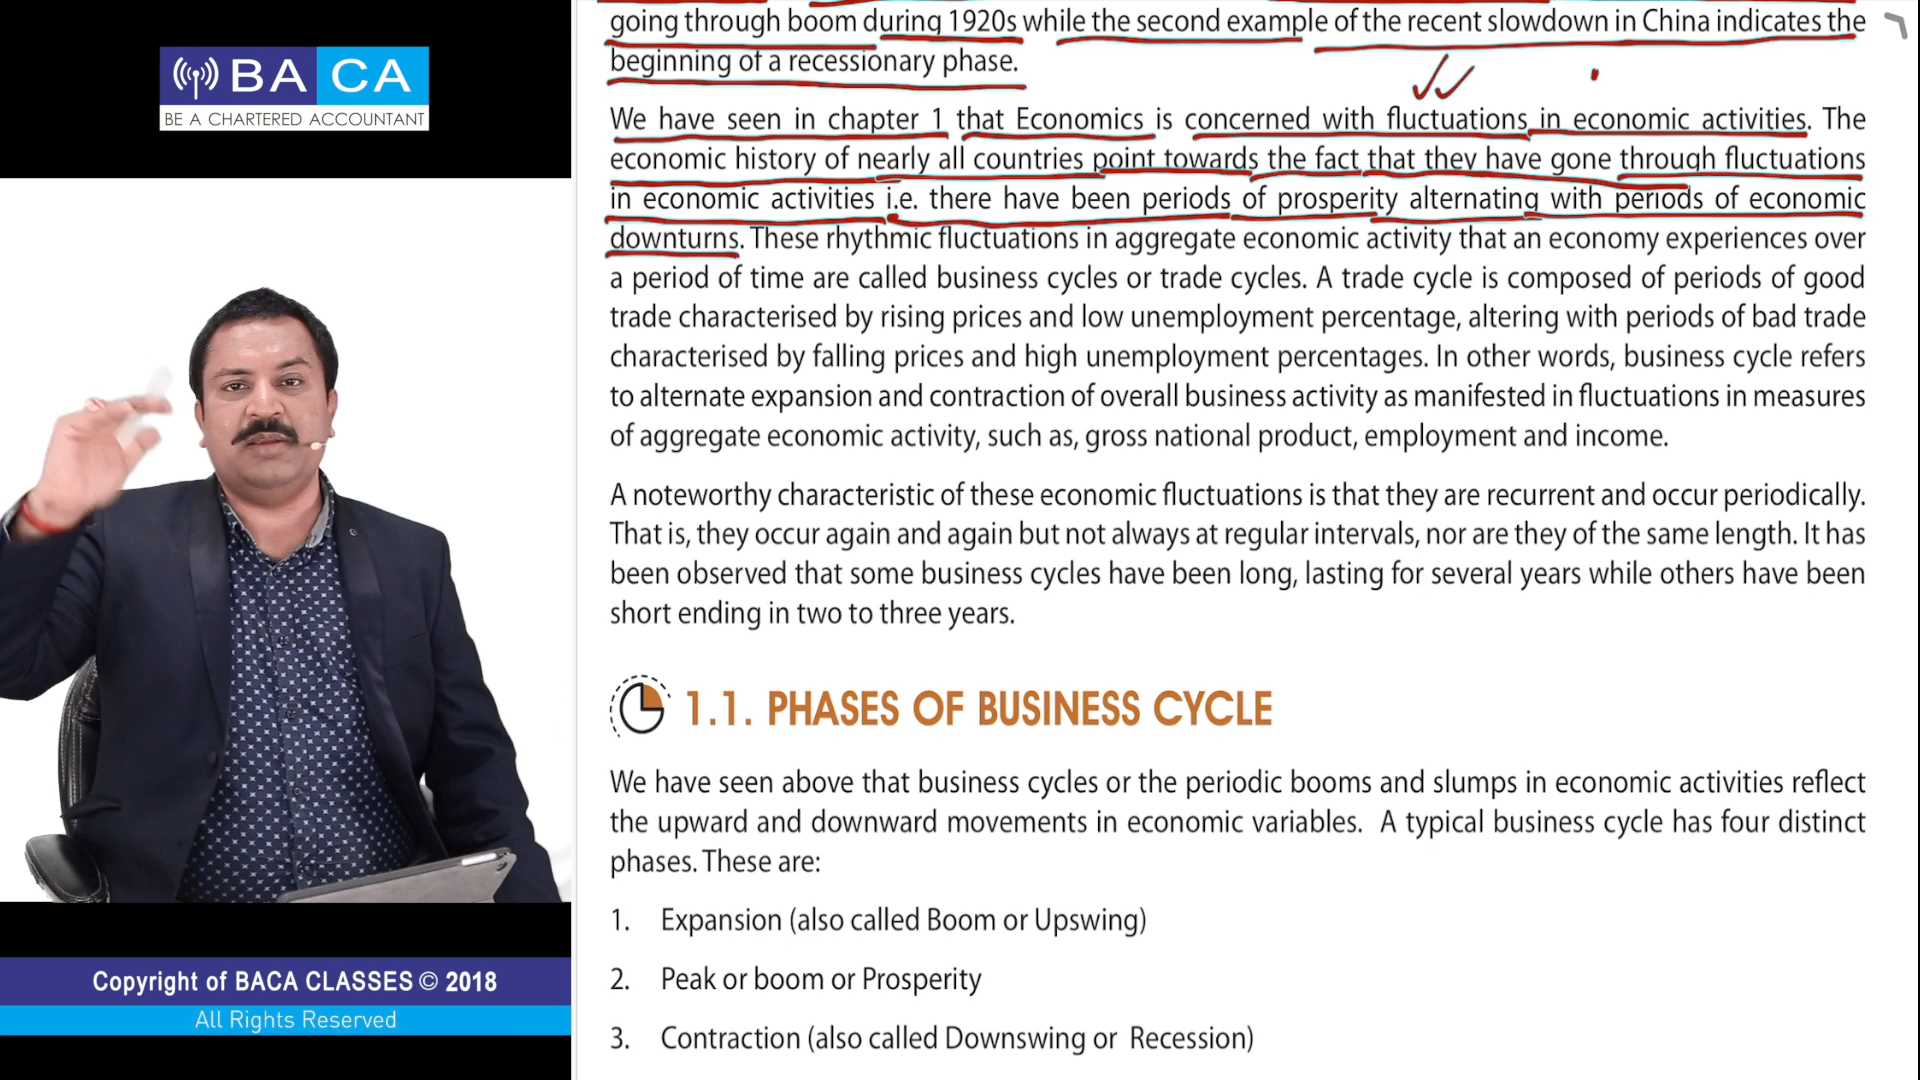 BACA
BE A CHARTERED ACCOUNTANT
going through boom during 1920s while the second example of the recent slowdown in China indicates the
beginning of a recessionary phase.
We have seen in chapter 1 that Economics is concerned with fluctuations in economic activities. The
economic history of nearly all countries point towards the fact that they have gone through fluctuations
in economic activities i.e. there have been periods of prosperity alternating with periods of economic
downturns. These rhythmic fluctuations in aggregate economic activity that an economy experiences over
a period of time are called business cycles or trade cycles. A trade cycle is composed of periods of good
trade characterised by rising prices and low unemployment percentage, altering with periods of bad trade
characterised by falling prices and high unemployment percentages. In other words, business cycle refers
to alternate expansion and contraction of overall business activity as manifested in fluctuations in measures
of aggregate economic activity, such as, gross national product, employment and income.
A noteworthy characteristic of these economic fluctuations is that they are recurrent and occur periodically.
That is, they occur again and again but not always at regular intervals, nor are they of the same length. It has
been observed that some business cycles have been long, lasting for several years while others have been
short ending in two to three years.
1.1. PHASES OF BUSINESS CYCLE
We have seen above that business cycles or the periodic booms and slumps in economic activities reflect
the upward and downward movements in economic variables. A typical business cycle has four distinct
phases. These are:
1. Expansion (also called Boom or Upswing)
2. Peak or boom or Prosperity
3. Contraction (also called Downswing or Recession)
Copyright of BACA CLASSES © 2018
All Rights Reserved